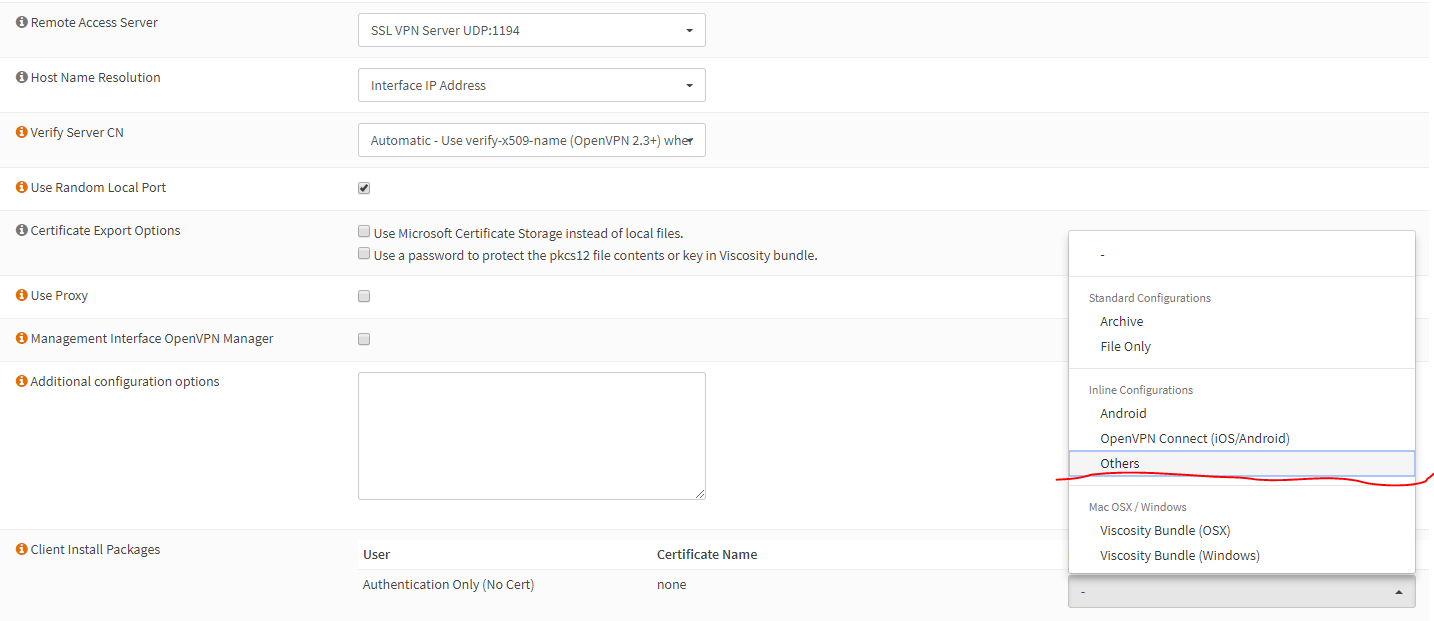 Remote Access Server
SSL VPN Server UDP:1194
Host Name Resolution
Interface IP Address
Verify Server CN
Automatic - Use verify-x509-name (OpenVPN 2.3+) wher
Use Random Local Port
Certificate Export Options
Use Microsoft Certificate Storage instead of local files.
Use a password to protect the pkcs12 file contents or key in Viscosity bundle.
Use Proxy
Management Interface OpenVPN Manager
Additional configuration options
Client Install Packages
User Certificate Name
Authentication Only (No Cert) none
-
Standard Configurations
Archive
File Only
Inline Configurations
Android
OpenVPN Connect (iOS/Android)
Others
Mac OSX / Windows
Viscosity Bundle (OSX)
Viscosity Bundle (Windows)
-